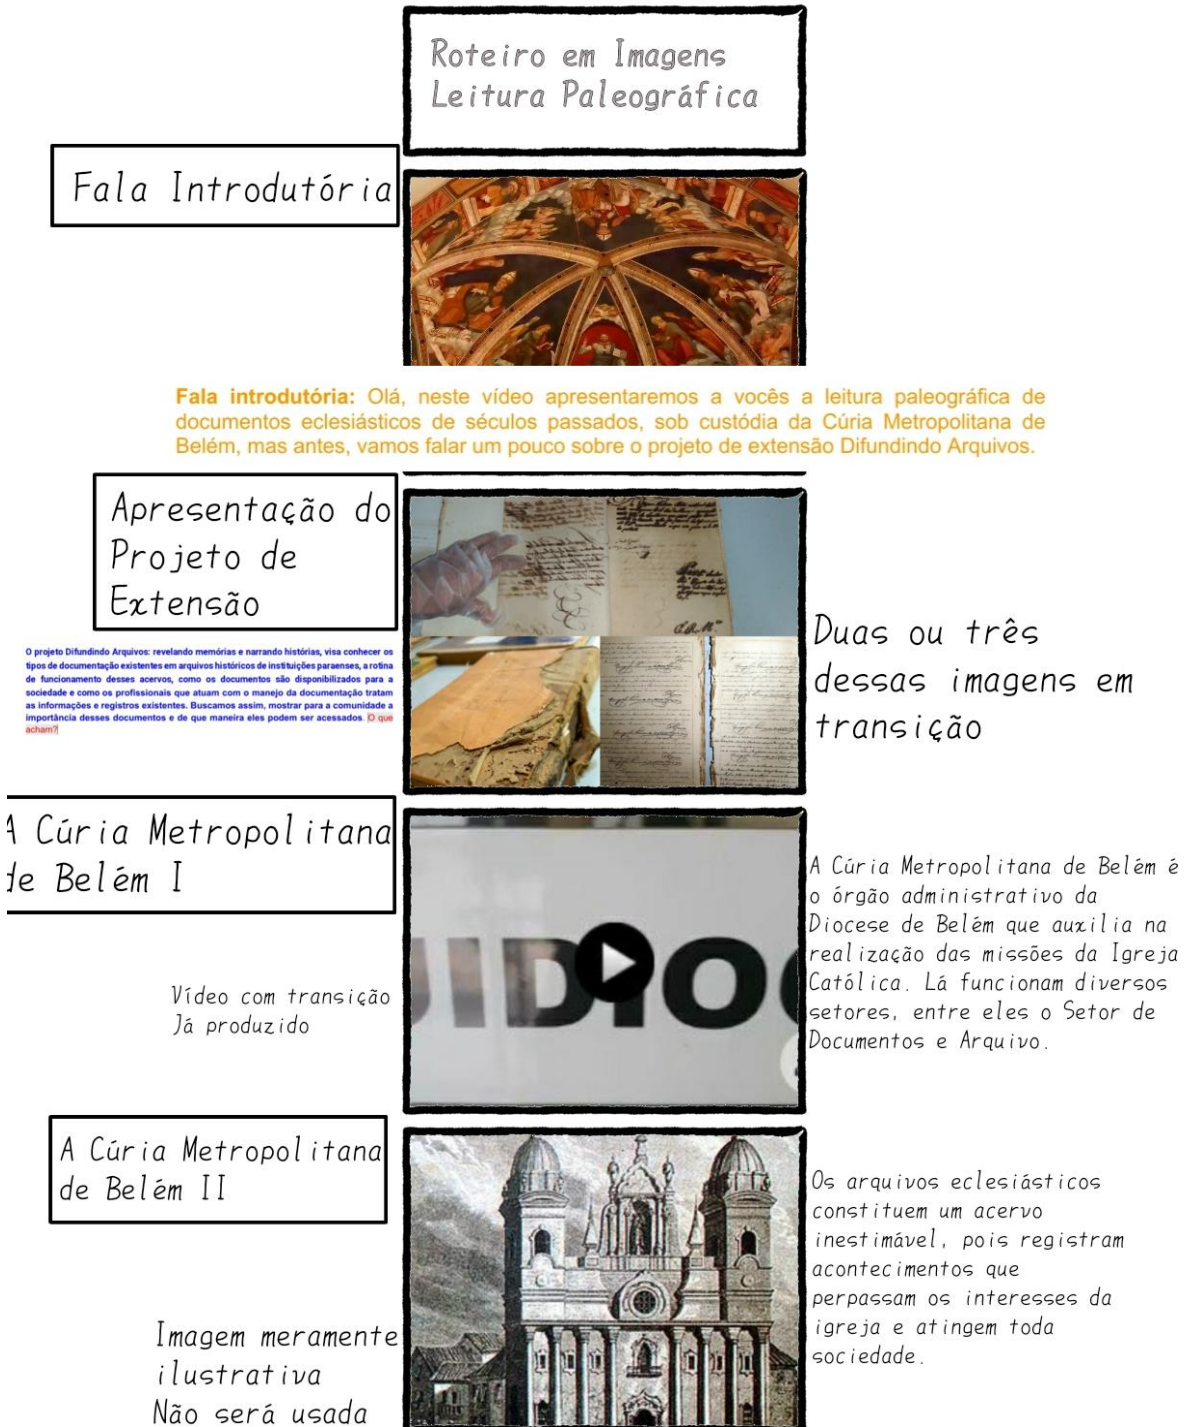 Roteiro em Imagens
Leitura Paleográfica
Fala Introdutória
Fala introdutória: Olá, neste vídeo apresentaremos a vocês a leitura paleográfica de
documentos eclesiásticos de séculos passados, sob custódia da Cúria Metropolitana de
Belém, mas antes, vamos falar um pouco sobre o projeto de extensão Difundindo Arquivos.
Apresentação do
Projeto de
Extensão
O projeto Difundindo Arquivos: revelando memórias e narrando histórias, visa conhecer os
tipos de documentação existentes em arquivos históricos de instituições paraenses, a rotina
de funcionamento desses acervos, como os documentos são disponibilizados para a
sociedade e como os profissionais que atuam com o manejo da documentação tratam
as informações e registros existentes. Buscamos assim, mostrar para a comunidade a
importância desses documentos e de que maneira eles podem ser acessados. O que
acham?
Duas ou três
dessas imagens em
transição
A Cúria Metropolitana
de Belém I
Vídeo com transição
Já produzido
UIDIOC
A Cúria Metropolitana de Belém é
o órgão administrativo da
Diocese de Belém que auxilia na
realização das missões da Igreja
Católica. Lá funcionam diversos
setores, entre eles o Setor de
Documentos e Arquivo.
A Cúria Metropolitana
de Belém II
Imagem meramente
ilustrativa
Não será usada
Os arquivos eclesiásticos
constituem um acervo
inestimável, pois registram
acontecimentos que
perpassam os interesses da
igreja e atingem toda
sociedade.